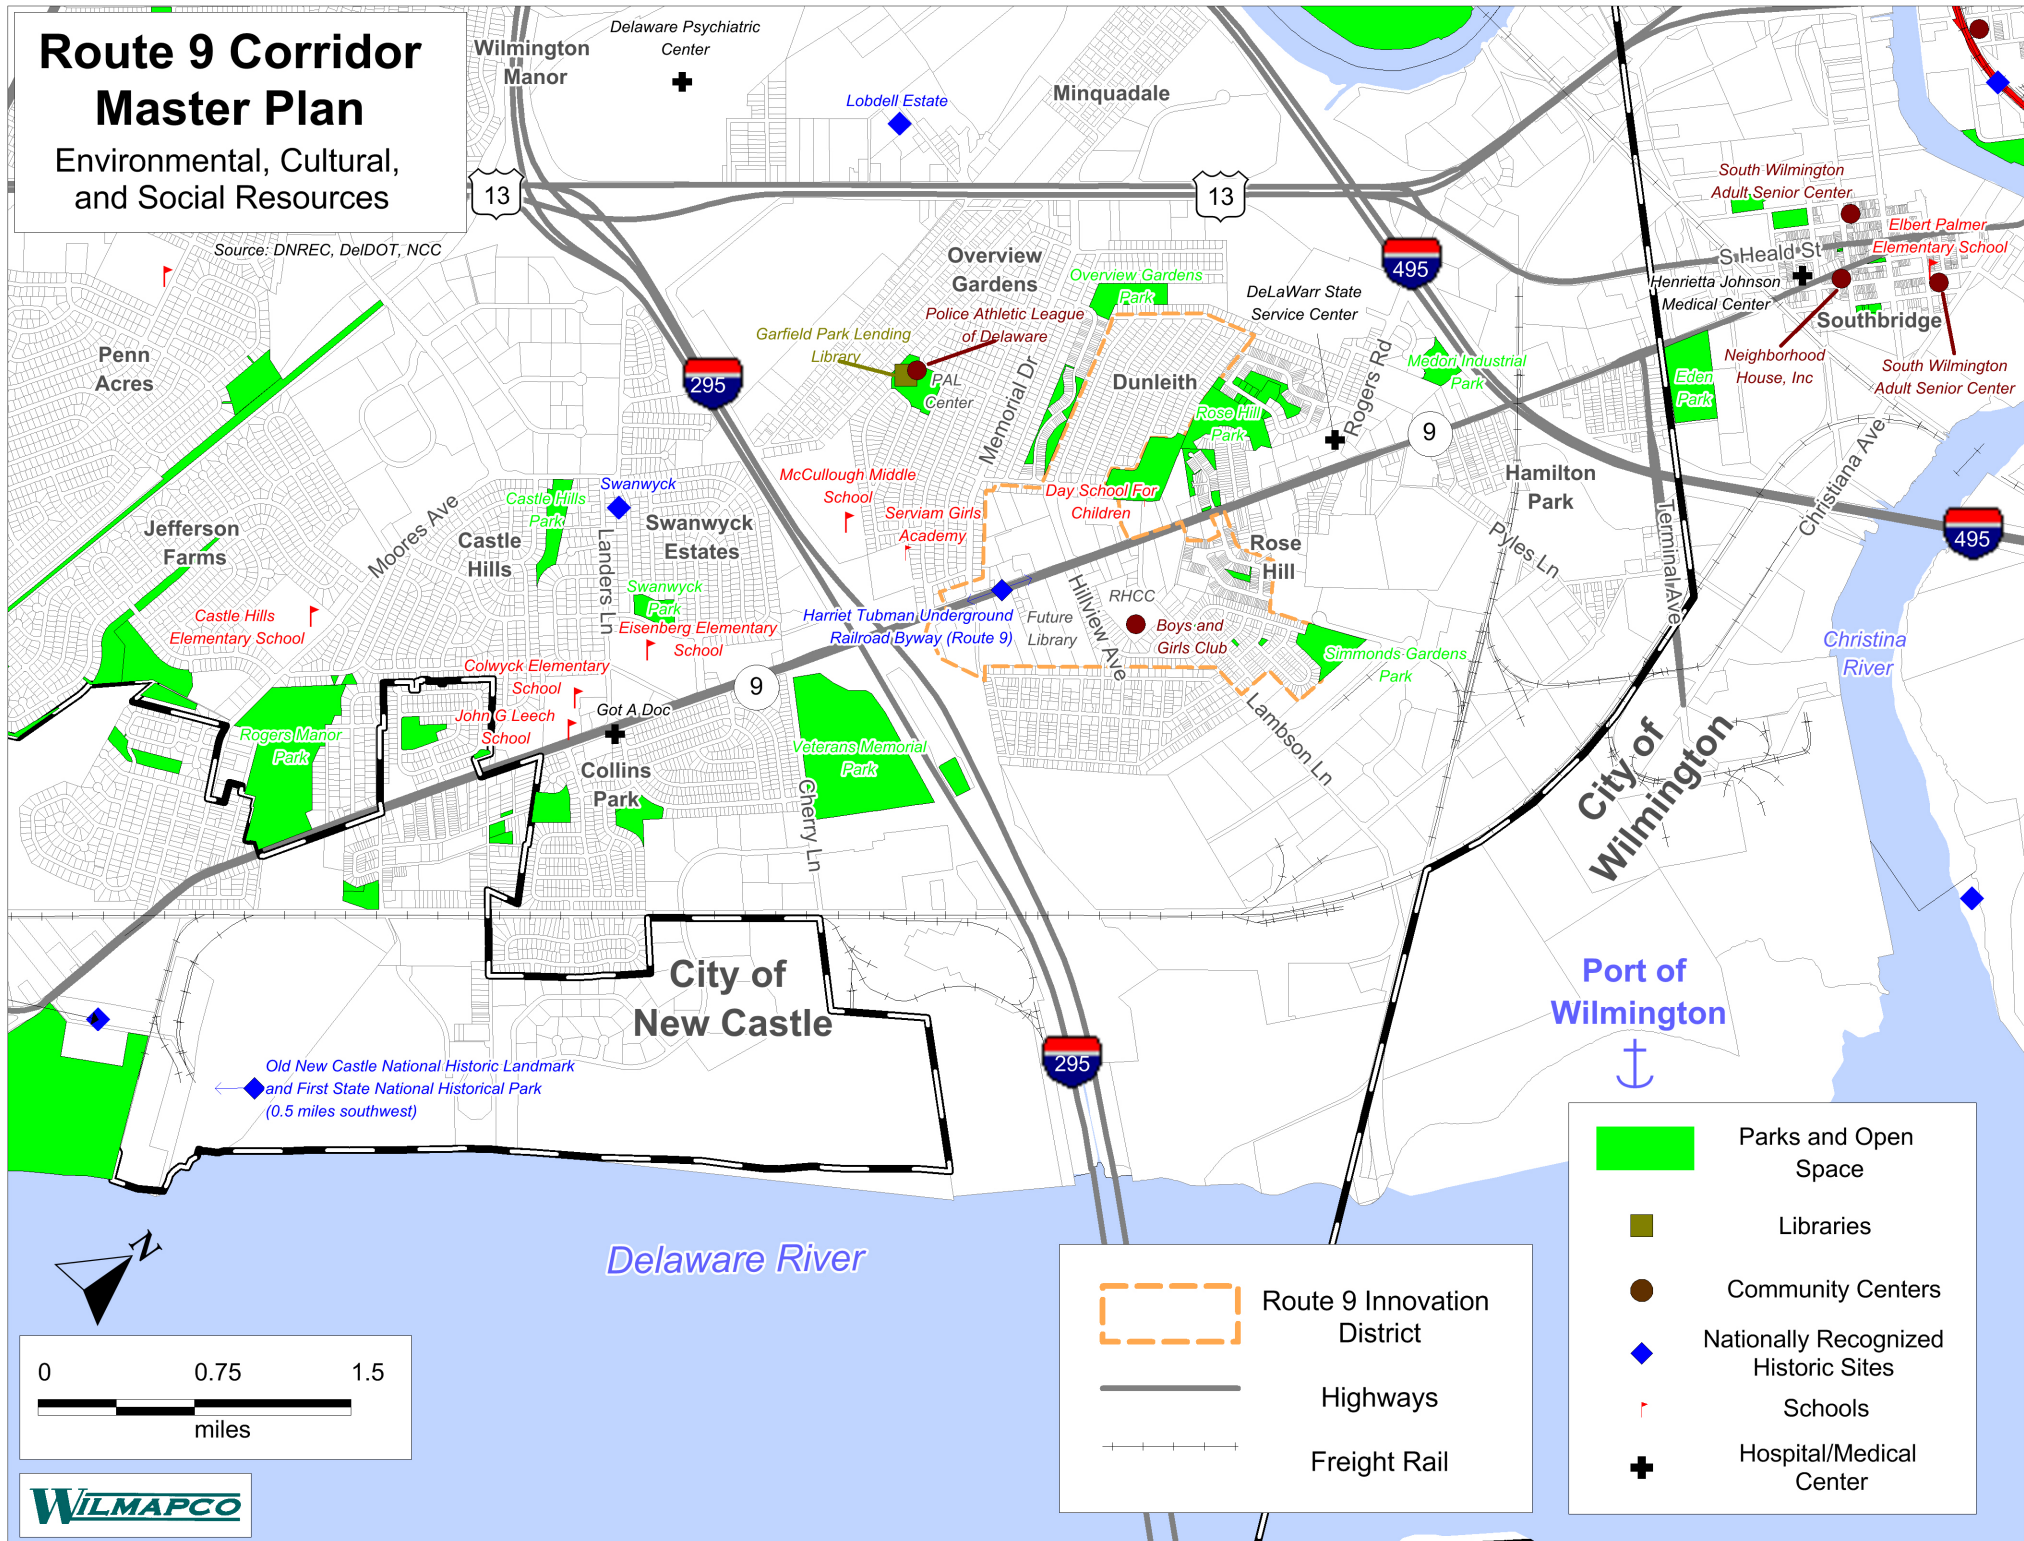 Route 9 Corridor
Master Plan
Environmental, Cultural,
and Social Resources
Source: DNREC, DelDOT, NCC
Wilmington
Manor
Delaware Psychiatric
Center
Lobdell Estate
Minquadale
13
13
495
South Wilmington
Adult Senior Center
Elbert Palmer
Elementary School
S Heald St
Henrietta Johnson
Medical Center
Southbridge
Neighborhood
House, Inc
South Wilmington
Adult Senior Center
Overview
Gardens
Overview Gardens
Park
DeLaWarr State
Service Center
Police Athletic League
of Delaware
Garfield Park Lending
Library
PAL
Center
Memorial Dr
Dunleith
Rose Hill
Park
Rogers Rd
Medori Industrial
Park
Eden
Park
9
Penn
Acres
295
Jefferson
Farms
Moores Ave
Castle Hills
Park
Castle
Hills
Swanwyck
Landers Ln
Swanwyck
Estates
McCullough Middle
School
Serviam Girls
Academy
Day School For
Children
Hamilton
Park
Pyles Ln
Terminal Ave
Christiana Ave
495
Rose
Hill
Castle Hills
Elementary School
Swanwyck
Park
Eisenberg Elementary
School
Harriet Tubman Underground
Railroad Byway (Route 9)
Future
Library
Hillview Ave
RHCC
Boys and
Girls Club
Simmonds Gardens
Park
Christina
River
Colwyck Elementary
School
John G Leech
School
Got A Doc
9
Rogers Manor
Park
Collins
Park
Cherry Ln
Veterans Memorial
Park
Lambson Ln
City of
Wilmington
City of
New Castle
Port of
Wilmington
295
Old New Castle National Historic Landmark
and First State National Historical Park
(0.5 miles southwest)
Delaware River
N
0 0.75 1.5
miles
WILMAPCO
Route 9 Innovation
District
Highways
Freight Rail
Parks and Open
Space
Libraries
Community Centers
Nationally Recognized
Historic Sites
Schools
Hospital/Medical
Center